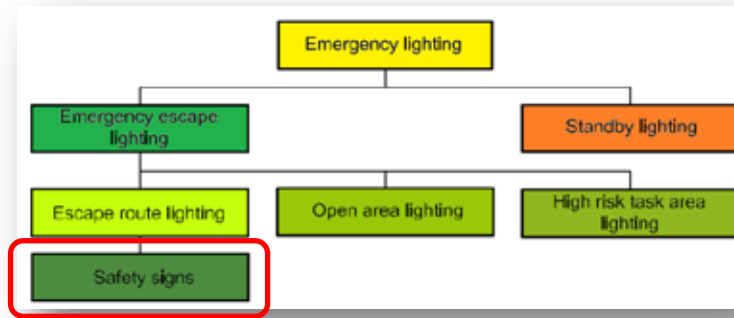 Emergency lighting
Emergency escape
lighting
Standby lighting
Escape route lighting
Open area lighting
High risk task area
lighting
Safety signs